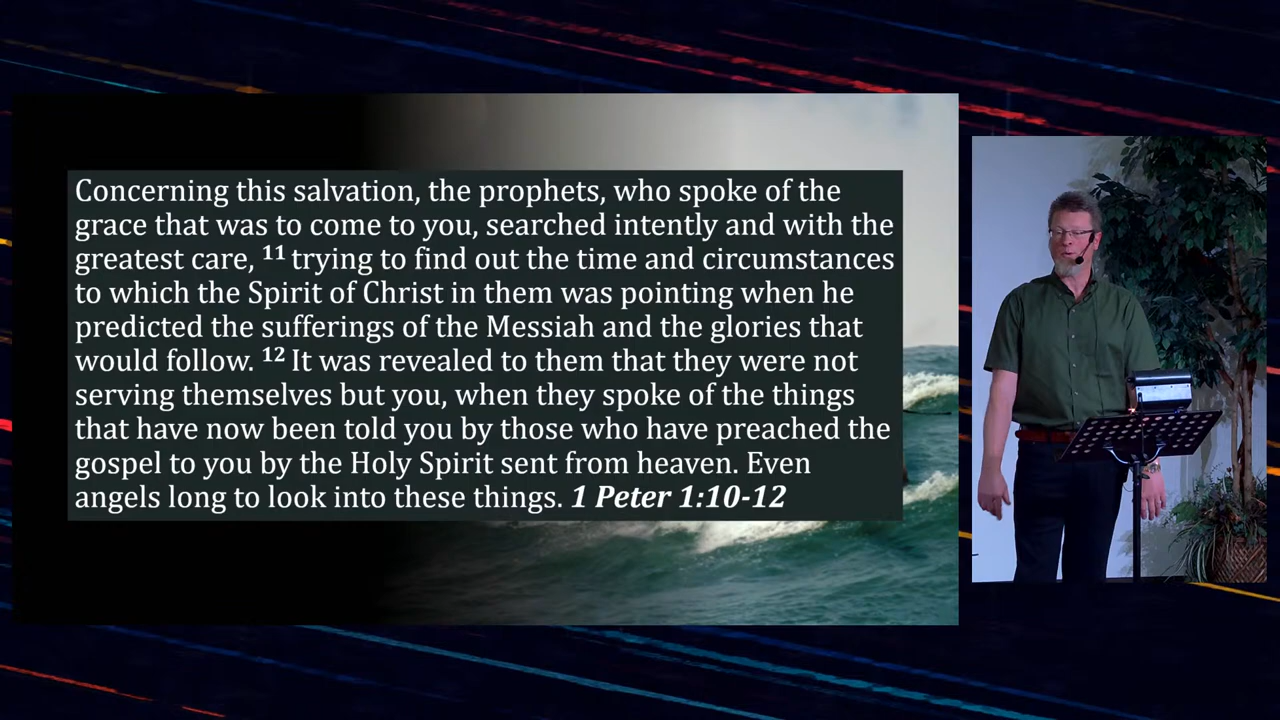 Concerning this salvation, the prophets, who spoke of the
grace that was to come to you, searched intently and with the
greatest care, 11 trying to find out the time and circumstances
to which the Spirit of Christ in them was pointing when he
predicted the sufferings of the Messiah and the glories that
would follow. 12 It was revealed to them that they were not
serving themselves but you, when they spoke of the things
that have now been told you by those who have preached the
gospel to you by the Holy Spirit sent from heaven. Even
angels long to look into these things. 1 Peter 1:10-12